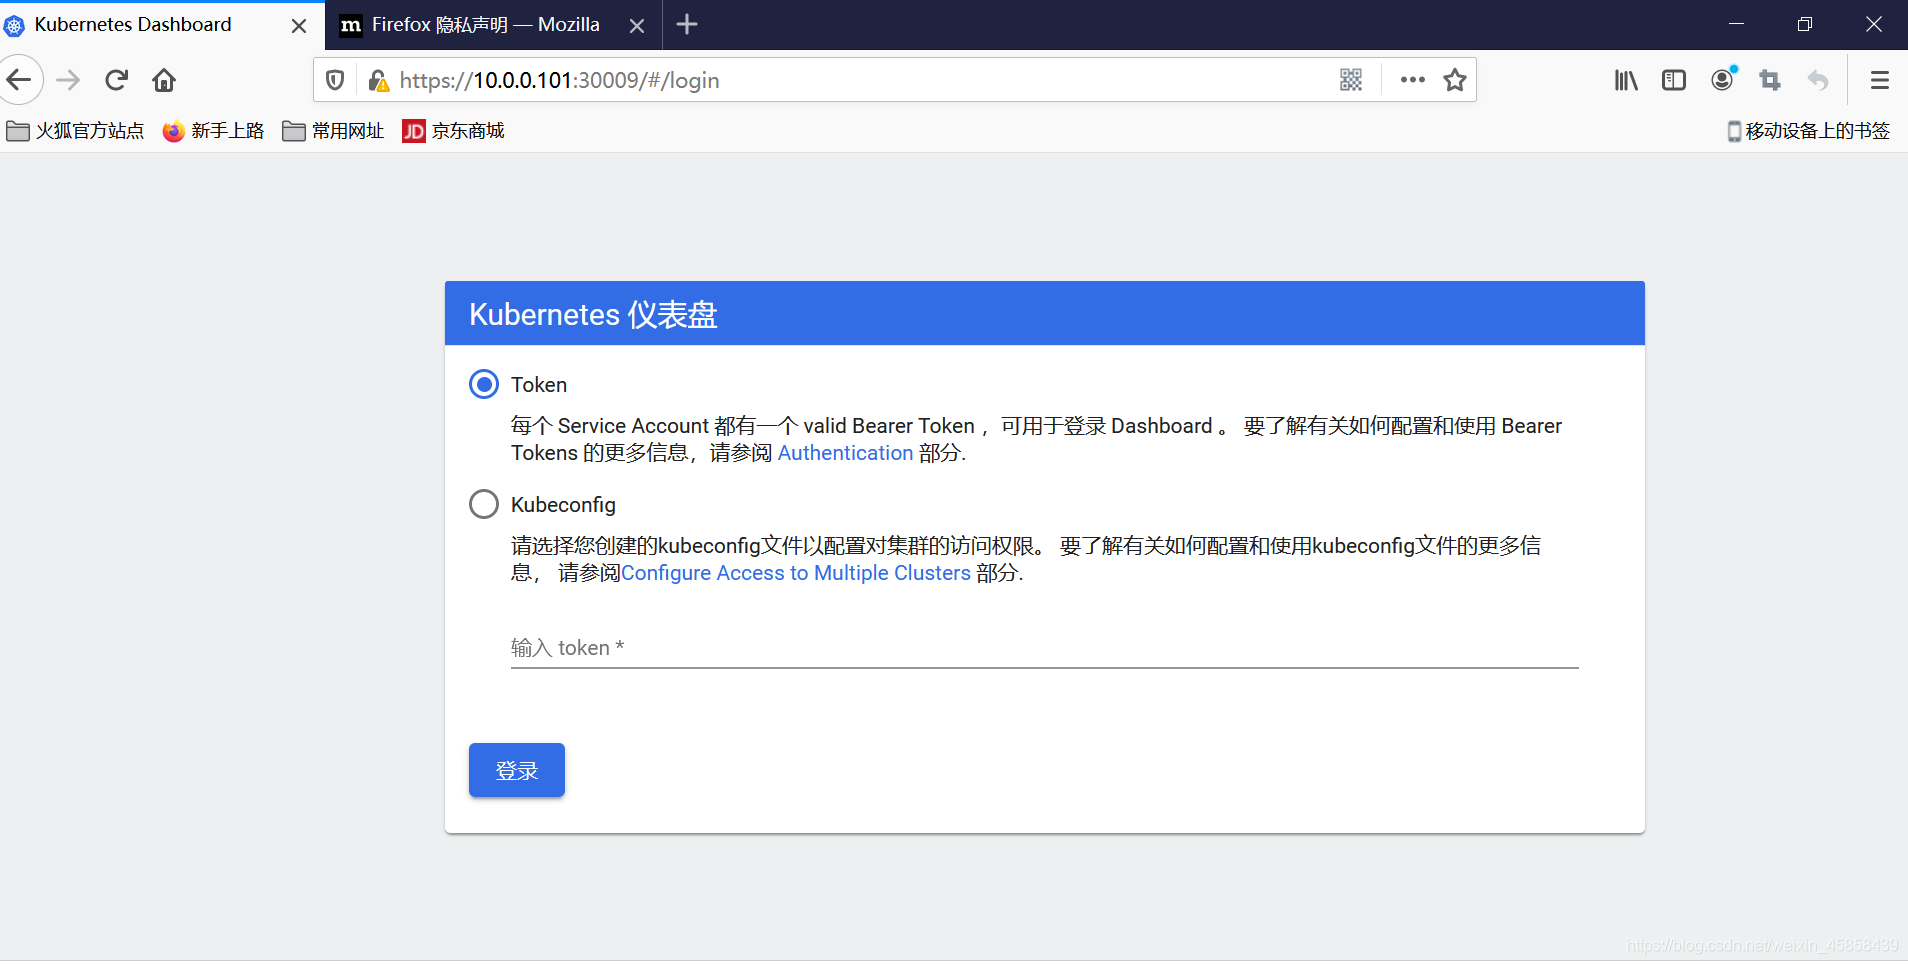 Kubernetes Dashboard
Firefox 隐私声明 — Mozilla
https://10.0.0.101:30009/#/login
火狐官方站点 新手上路 常用网址 JD 京东商城 移动设备上的书签
Kubernetes 仪表盘
Token
每个 Service Account 都有一个 valid Bearer Token ，可用于登录 Dashboard 。 要了解有关如何配置和使用 Bearer
Tokens 的更多信息，请参阅 Authentication 部分.
Kubeconfig
请选择您创建的kubeconfig文件以配置对集群的访问权限。 要了解有关如何配置和使用kubeconfig文件的更多信
息， 请参阅Configure Access to Multiple Clusters 部分.
输入 token *
登录
https://blog.csdn.net/weixin_45858439